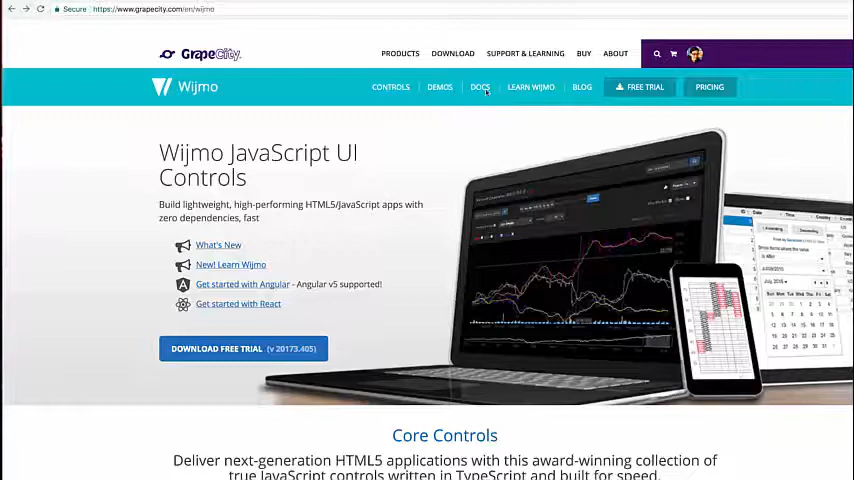 Secure https://www.grapecity.com/en/wijmo
GrapeCity
PRODUCTS DOWNLOAD SUPPORT & LEARNING BUY ABOUT
Wijmo
CONTROLS DEMOS DOCS LEARN WIJMO BLOG FREE TRIAL PRICING
Wijmo JavaScript UI
Controls
Build lightweight, high-performing HTML5/JavaScript apps with
zero dependencies, fast
What's New
New! Learn Wijmo
Get started with Angular - Angular v5 supported!
Get started with React
DOWNLOAD FREE TRIAL (v 20173.405)
Core Controls
Deliver next-generation HTML5 applications with this award-winning collection of
true JavaScript controls written in TypeScript and built for speed.